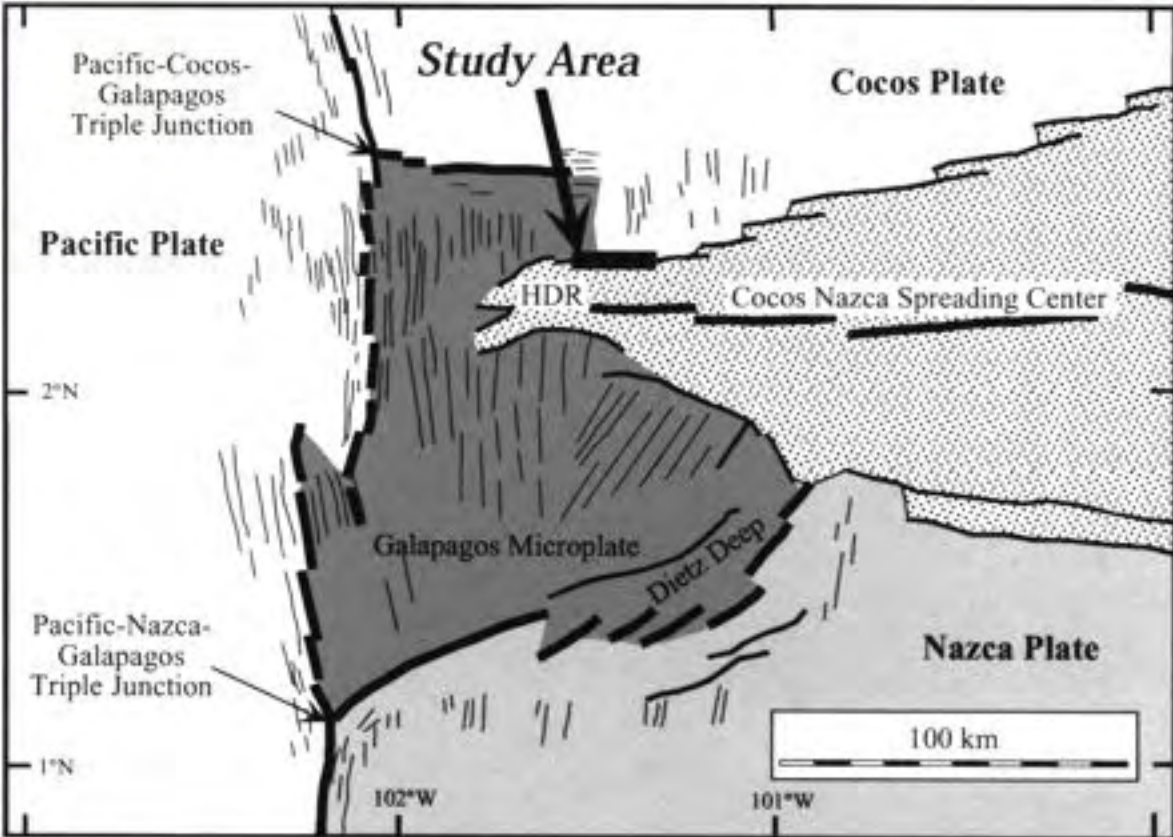 Pacific-Cocos-
Galapagos
Triple Junction
Study Area
Cocos Plate
Pacific Plate
HDR
Cocos Nazca Spreading Center
2°N
Galapagos Microplate
Dietz Deep
Pacific-Nazca-
Galapagos
Triple Junction
Nazca Plate
100 km
1°N
102°W
101°W